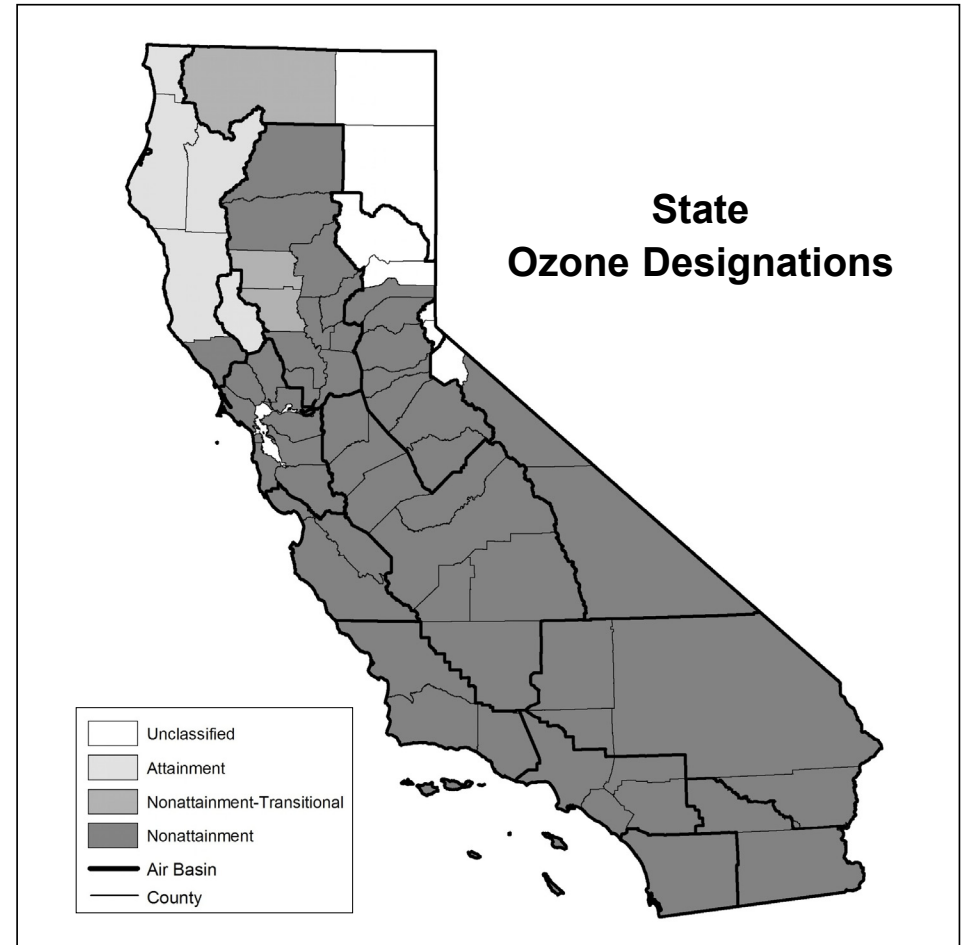 State
Ozone Designations
Unclassified
Attainment
Nonattainment-Transitional
Nonattainment
Air Basin
County